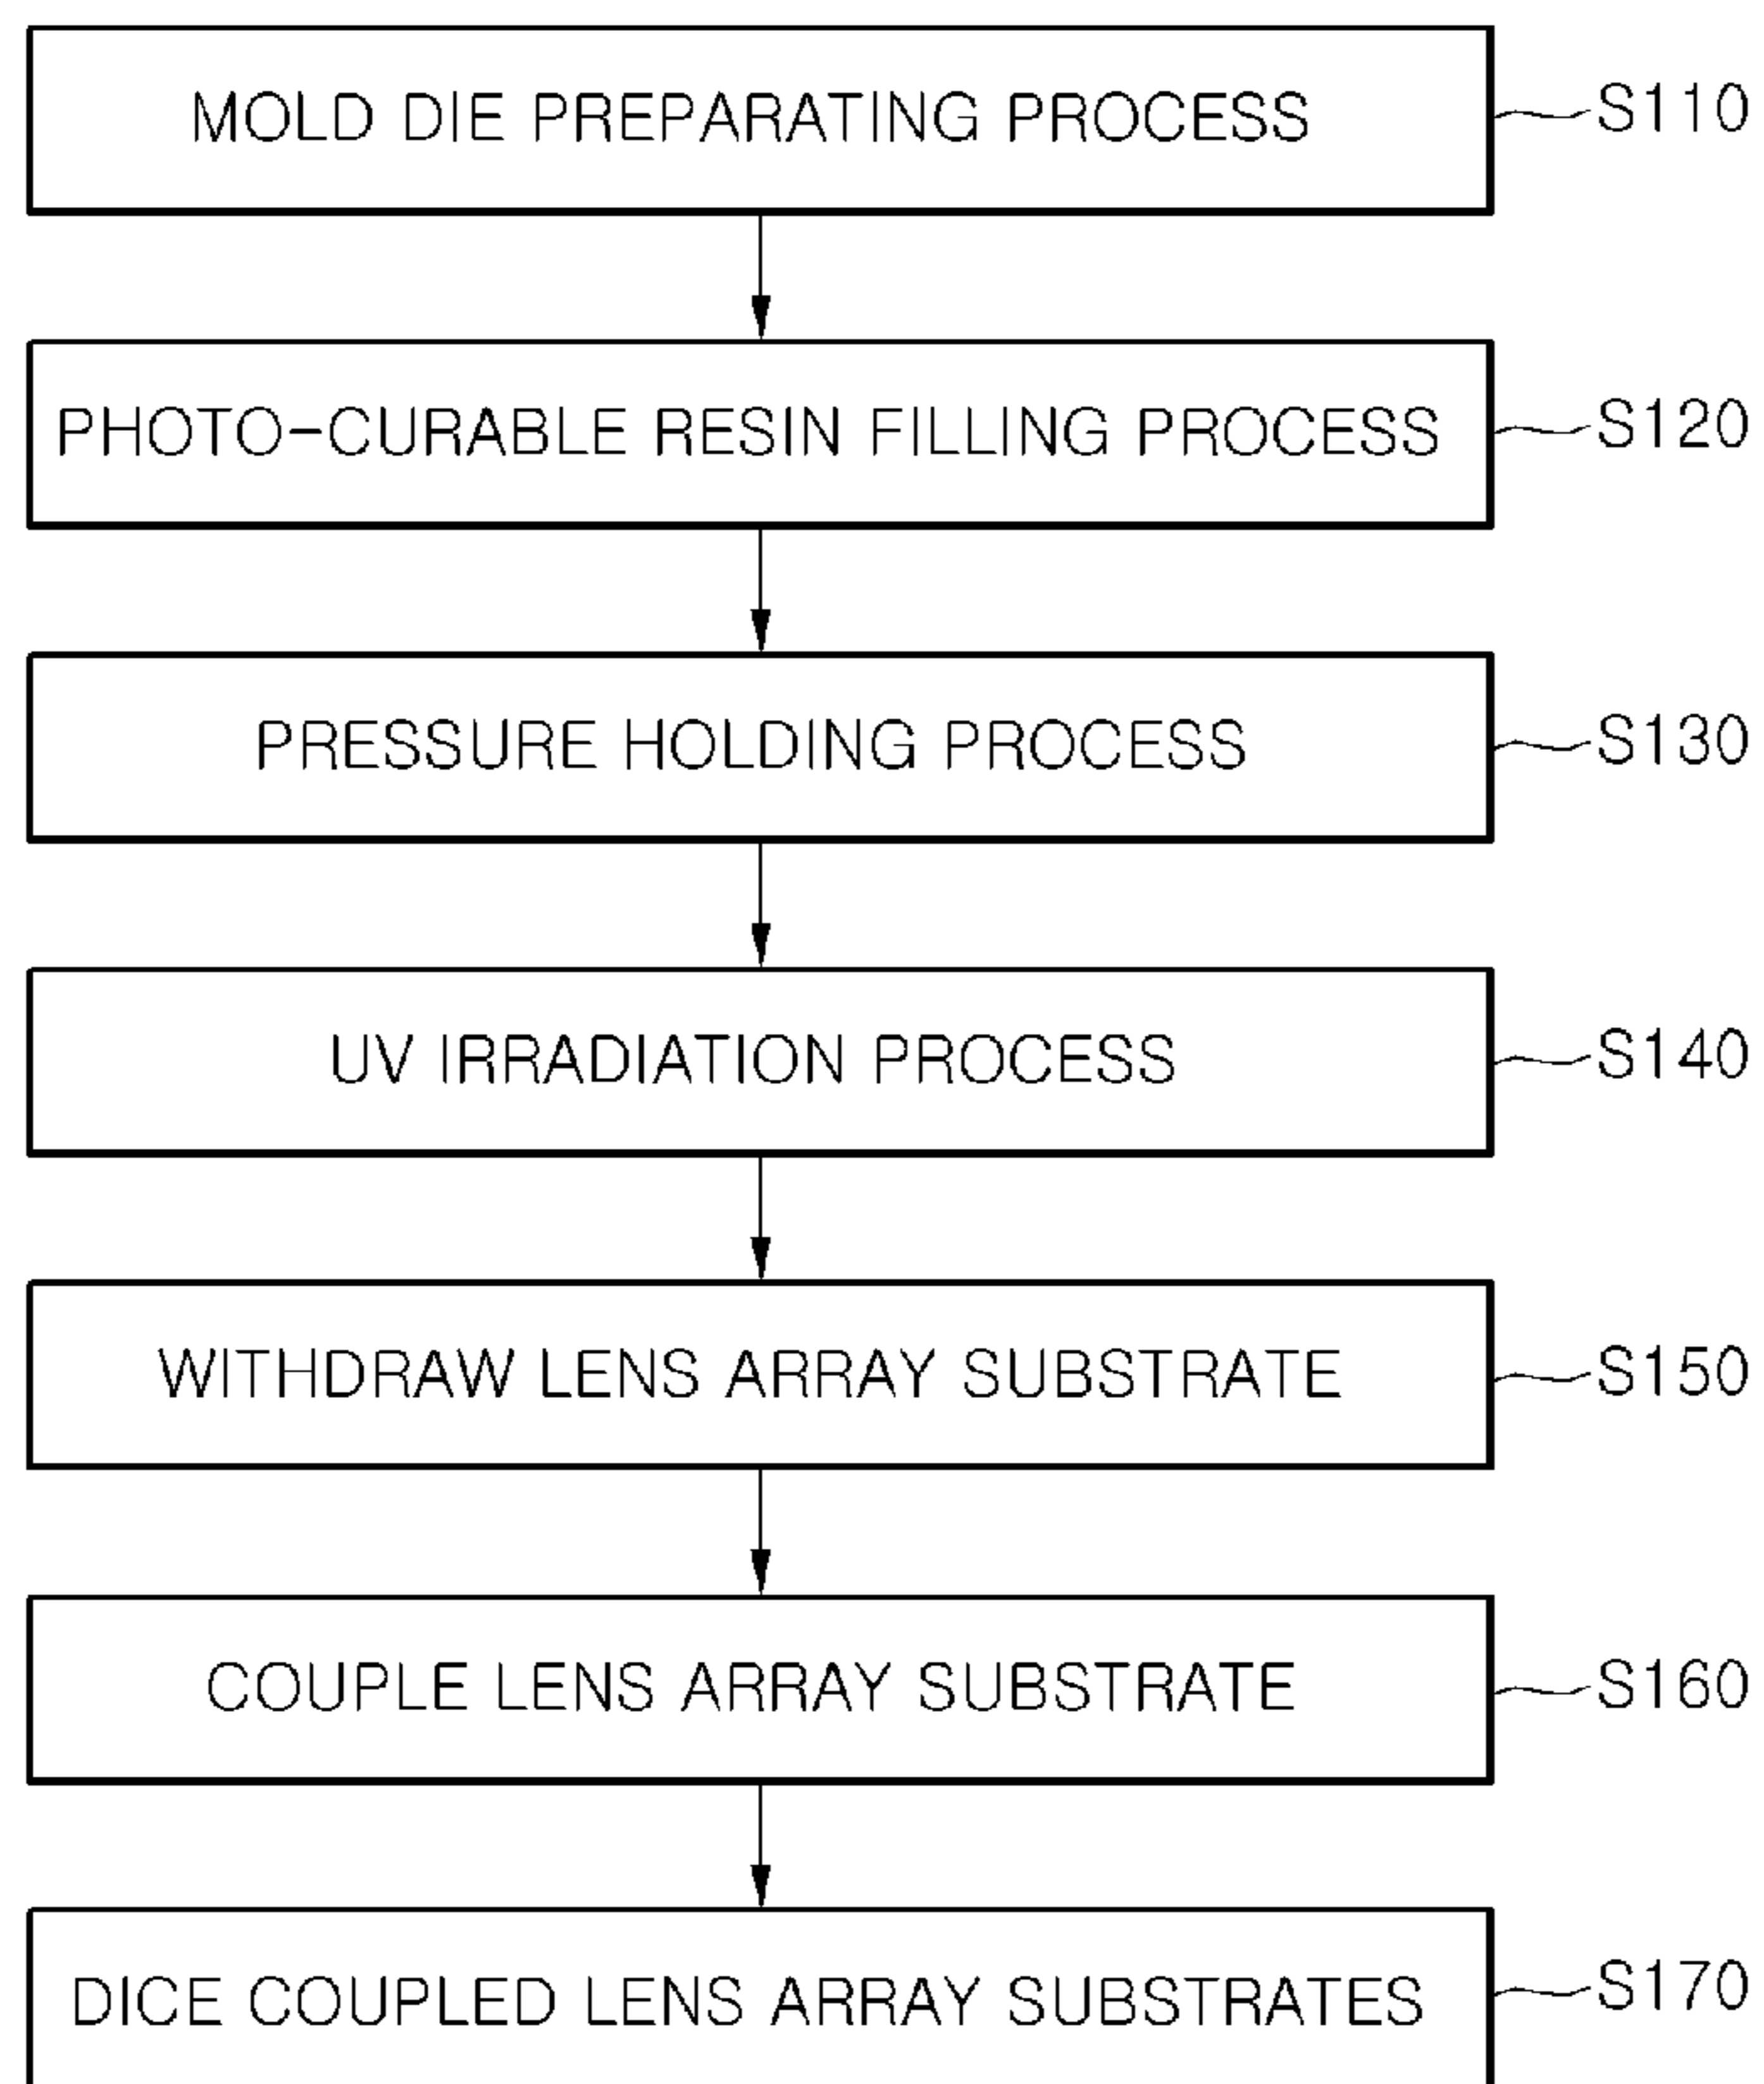 MOLD DIE PREPARATING PROCESS S110
PHOTO-CURABLE RESIN FILLING PROCESS S120
PRESSURE HOLDING PROCESS S130
UV IRRADIATION PROCESS S140
WITHDRAW LENS ARRAY SUBSTRATE S150
COUPLE LENS ARRAY SUBSTRATE S160
DICE COUPLED LENS ARRAY SUBSTRATES S170